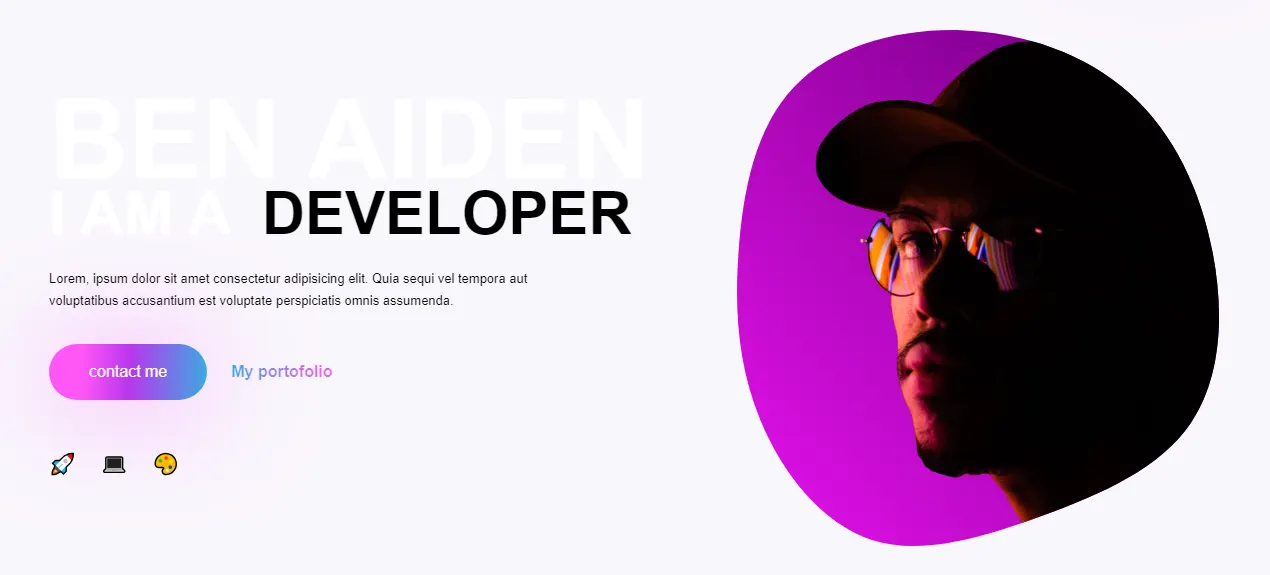 BEN AIDEN
I AM A DEVELOPER
Lorem, ipsum dolor sit amet consectetur adipisicing elit. Quia sequi vel tempora aut
voluptatibus accusantium est voluptate perspiciatis omnis assumenda.
contact me My portofolio